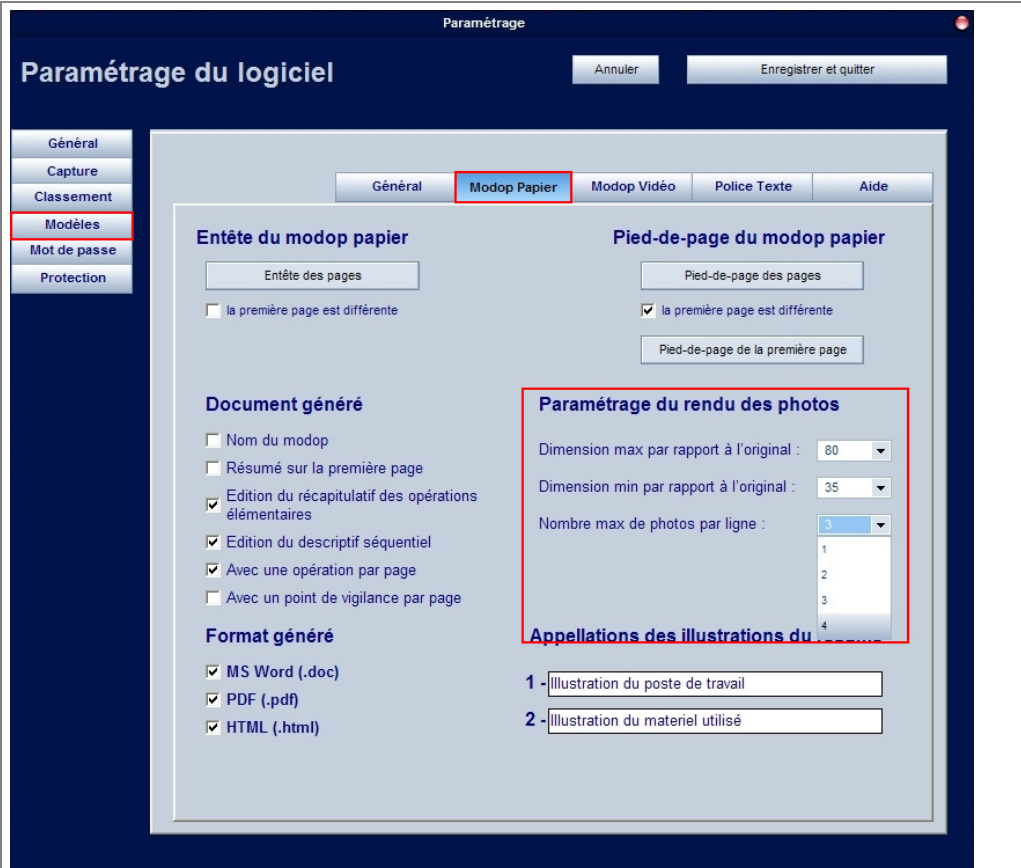 Paramétrage
Paramétrage du logiciel
Annuler
Enregistrer et quitter
Général
Capture
Classement
Modèles
Mot de passe
Protection
Général
Modop Papier
Modop Vidéo
Police Texte
Aide
Entête du modop papier
Entête des pages
la première page est différente
Pied-de-page du modop papier
Pied-de-page des pages
la première page est différente
Pied-de-page de la première page
Document généré
Nom du modop
Résumé sur la première page
Edition du récapitulatif des opérations
élémentaires
Edition du descriptif séquentiel
Avec une opération par page
Avec un point de vigilance par page
Paramétrage du rendu des photos
Dimension max par rapport à l'original : 80
Dimension min par rapport à l'original : 35
Nombre max de photos par ligne : 3
1
2
3
4
Format généré
MS Word (.doc)
PDF (.pdf)
HTML (.html)
Appellations des illustrations du
1 - Illustration du poste de travail
2 - Illustration du materiel utilisé